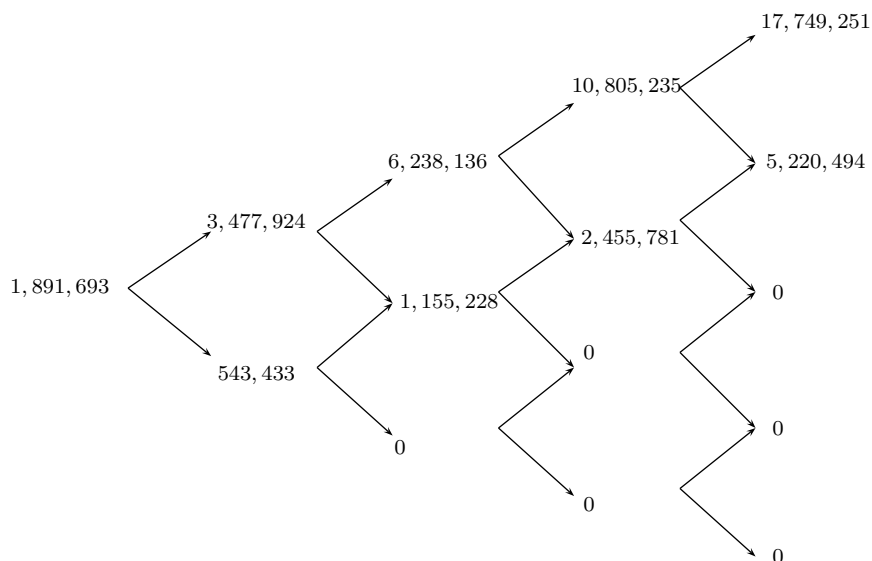 17, 749, 251
10, 805, 235
6, 238, 136
5, 220, 494
3, 477, 924
2, 455, 781
1, 891, 693
1, 155, 228
0
0
543, 433
0
0
0
0